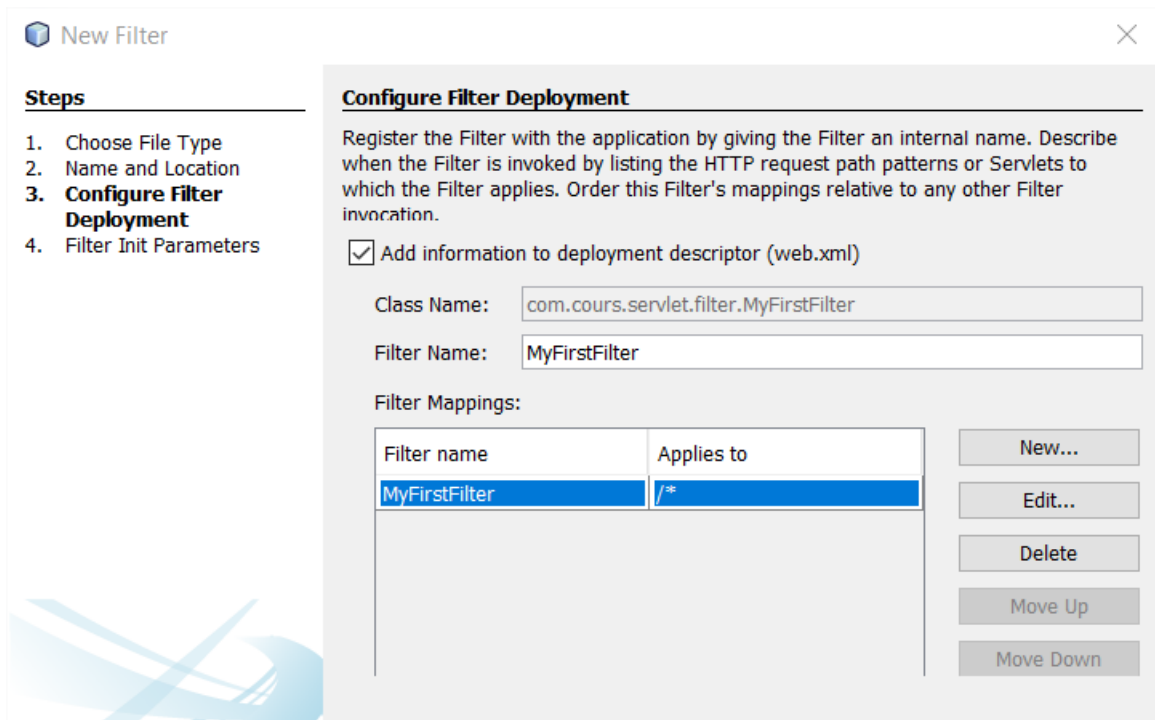 New Filter
Steps
1. Choose File Type
2. Name and Location
3. Configure Filter
Deployment
4. Filter Init Parameters
Configure Filter Deployment
Register the Filter with the application by giving the Filter an internal name. Describe
when the Filter is invoked by listing the HTTP request path patterns or Servlets to
which the Filter applies. Order this Filter's mappings relative to any other Filter
invocation.
Add information to deployment descriptor (web.xml)
Class Name: com.cours.servlet.filter.MyFirstFilter
Filter Name: MyFirstFilter
Filter Mappings:
Filter name Applies to
MyFirstFilter /*
New...
Edit...
Delete
Move Up
Move Down